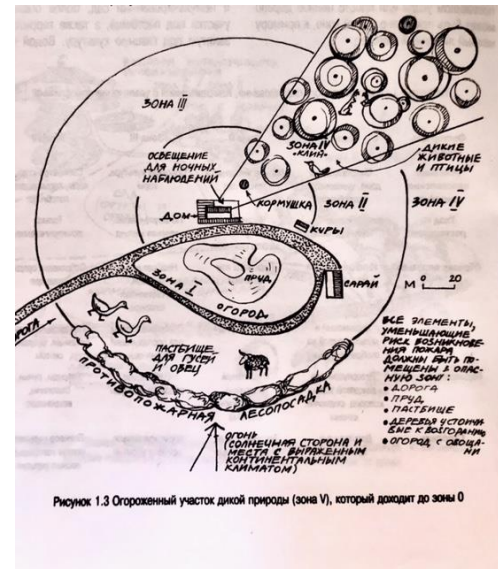 ЗОНА III
ОСВЕЩЕНИЕ
ДЛЯ НОЧНЫХ
НАБЛЮДЕНИЙ
ЗОНА IV
«КЛИН»
ДИКИЕ
ЖИВОТНЫЕ
И ПТИЦЫ
КОРМУШКА
ЗОНА II
ЗОНА IV
ДОМ
КУРЫ
ЗОНА I
ПРУД
ОГОРОД
САРАЙ
М 0 20
ПАСТБИЩЕ
ДЛЯ ГУСЕЙ
И ОВЕЦ
ПРОТИВОПОЖАРНАЯ
ЛЕСОПОСАДКА
ВСЕ ЭЛЕМЕНТЫ,
УМЕНЬШАЮЩИЕ
РИСК ВОЗНИКНОВЕ-
НИЯ ПОЖАРА
ДОЛЖНЫ БЫТЬ ПО-
МЕЩЕНЫ В ОПАС-
НУЮ ЗОНУ:
• ДОРОГА
• ПРУД
• ПАСТБИЩЕ
• ДЕРЕВЬЯ УСТОЙЧИ-
ВЫЕ К ВОЗГОРАНИЮ
• ОГОРОД С ОВОЩА-
МИ
ОГОНЬ
(СОЛНЕЧНАЯ СТОРОНА И
МЕСТА С ВЫРАЖЕННЫМ
КОНТИНЕНТАЛЬНЫМ
КЛИМАТОМ)
Рисунок 1.3 Огороженный участок дикой природы (зона V), который доходит до зоны 0